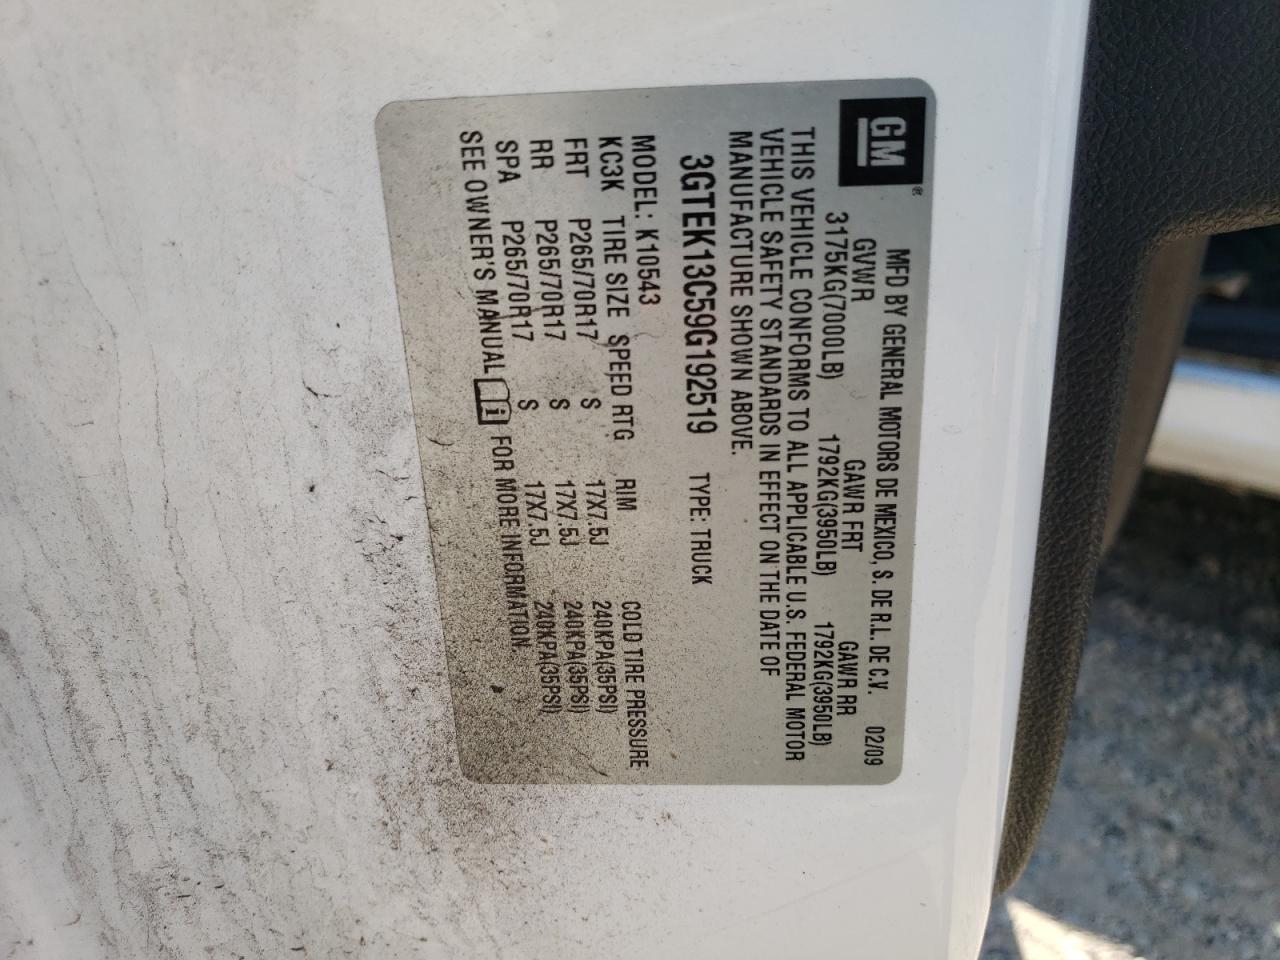 GM®
MFD BY GENERAL MOTORS DE MEXICO, S. DE R.L. DE C.V. 02/09
GVWR GAWR FRT GAWR RR
3175KG(7000LB) 1792KG(3950LB) 1792KG(3950LB)
THIS VEHICLE CONFORMS TO ALL APPLICABLE U.S. FEDERAL MOTOR
VEHICLE SAFETY STANDARDS IN EFFECT ON THE DATE OF
MANUFACTURE SHOWN ABOVE.
3GTEK13C59G192519 TYPE: TRUCK
MODEL: K10543
KC3K TIRE SIZE SPEED RTG RIM COLD TIRE PRESSURE
FRT P265/70R17 S 17X7.5J 240KPA(35PSI)
RR P265/70R17 S 17X7.5J 240KPA(35PSI)
SPA P265/70R17 S 17X7.5J 240KPA(35PSI)
SEE OWNER'S MANUAL i FOR MORE INFORMATION.